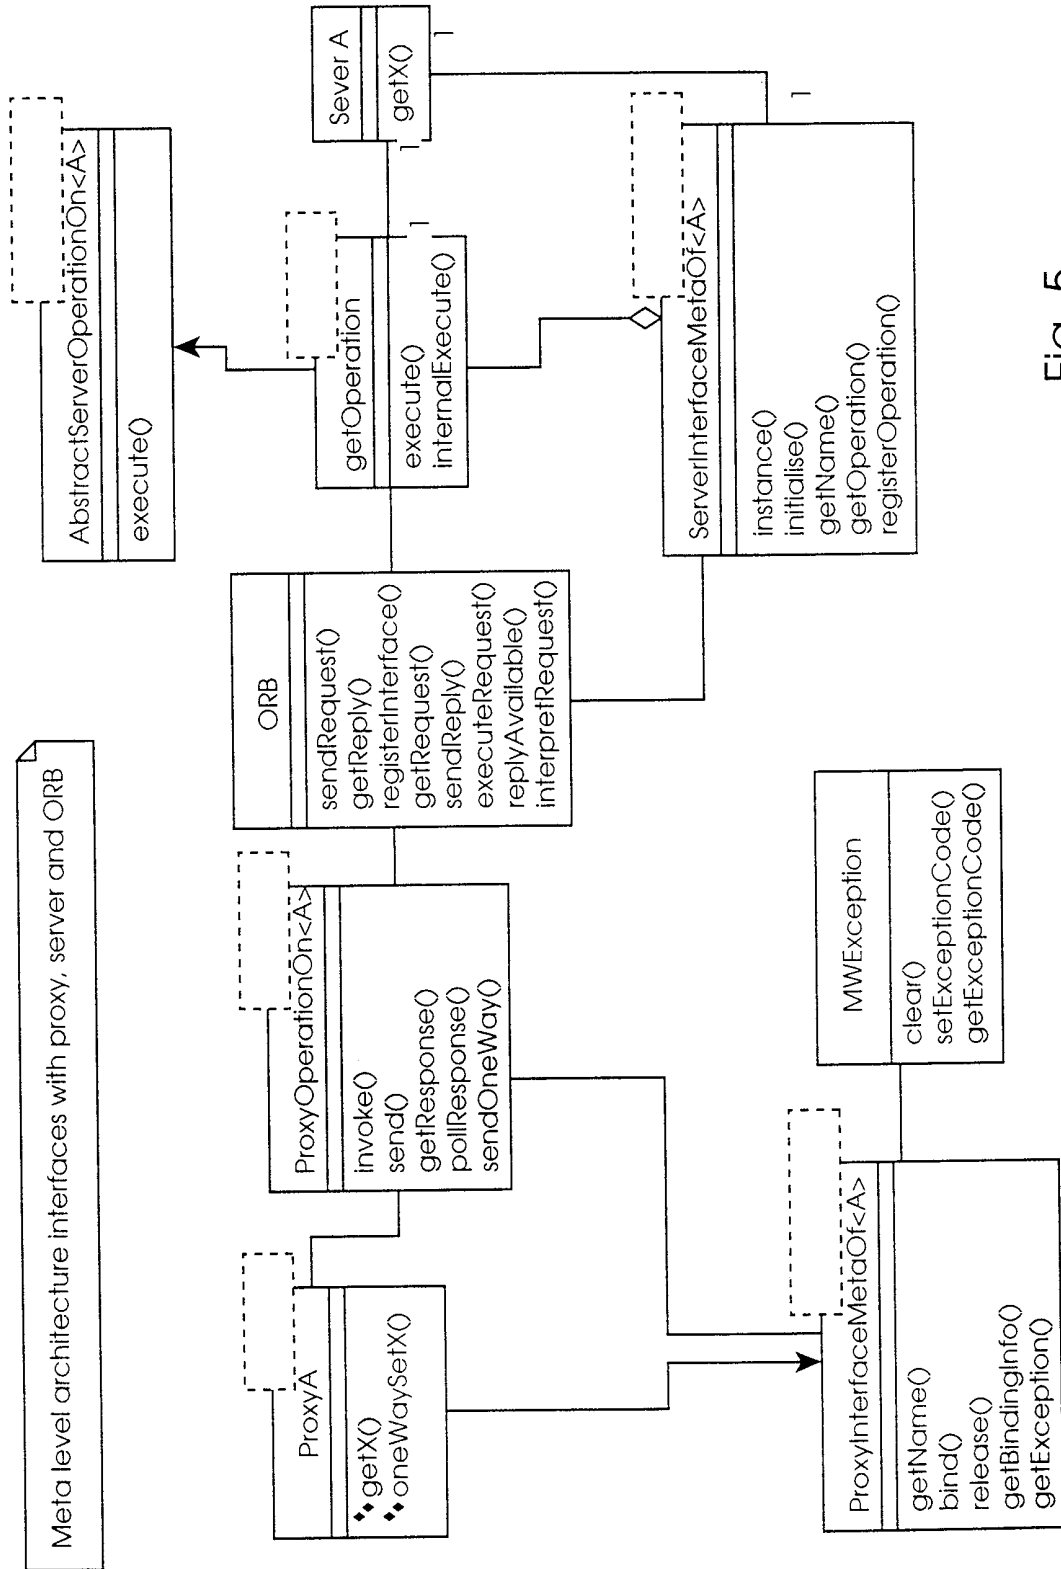 Meta level architecture interfaces with proxy, server and ORB
ProxyA
getX()
oneWaySetX()
ProxyOperationOn<A>
invoke()
send()
getResponse()
pollResponse()
sendOneWay()
ORB
sendRequest()
getReply()
registerInterface()
getRequest()
sendReply()
executeRequest()
replyAvailable()
interpretRequest()
AbstractServerOperationOn<A>
execute()
getOperation
execute()
internalExecute()
1
1
Sever A
getX()
1
ProxyInterfaceMetaOf<A>
getName()
bind()
release()
getBindingInfo()
getException()
MWException
clear()
setExceptionCode()
getExceptionCode()
ServerInterfaceMetaOf<A>
instance()
initialise()
getName()
getOperation()
registerOperation()
1
Fig. 5